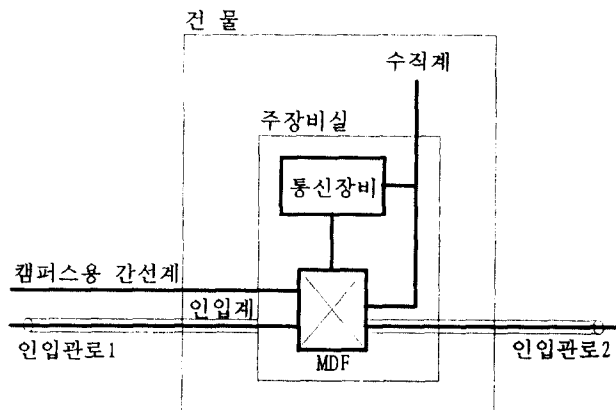 건 물
수직계
주장비실
통신장비
캠퍼스용 간선계
인입계
인입관로1
MDF
인입관로2